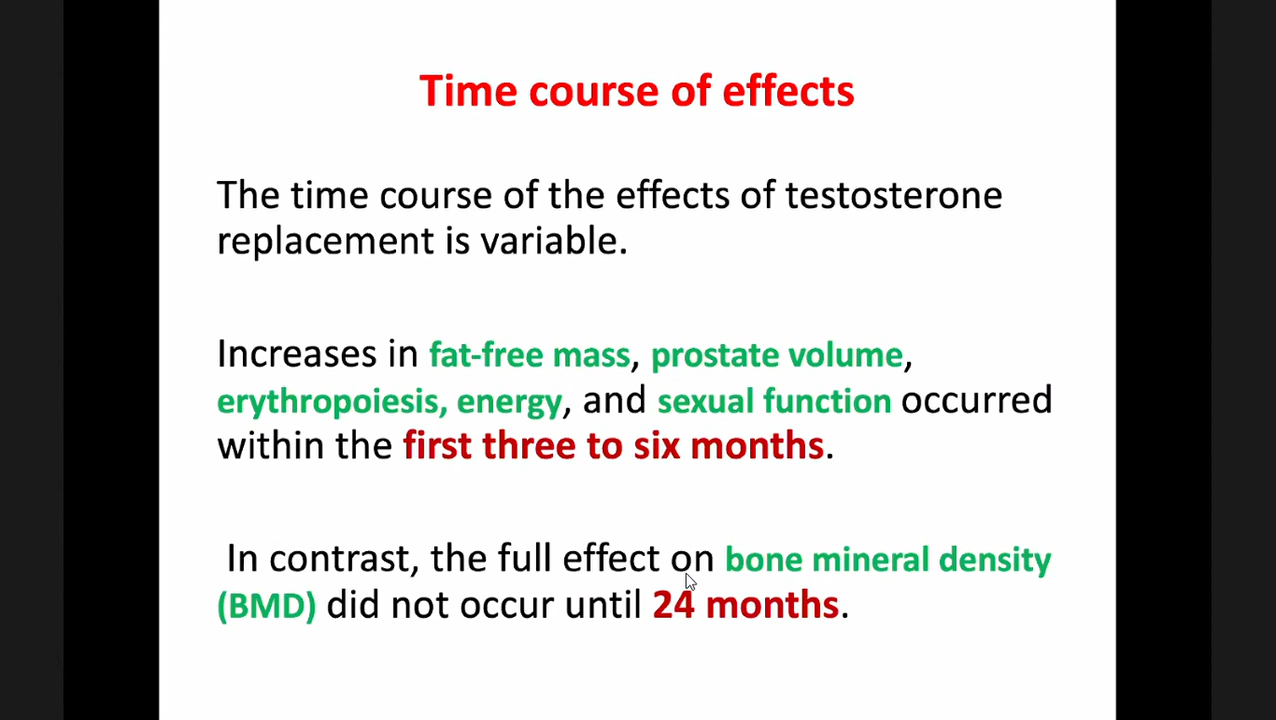 Time course of effects
The time course of the effects of testosterone
replacement is variable.
Increases in fat-free mass, prostate volume,
erythropoiesis, energy, and sexual function occurred
within the first three to six months.
In contrast, the full effect on bone mineral density
(BMD) did not occur until 24 months.